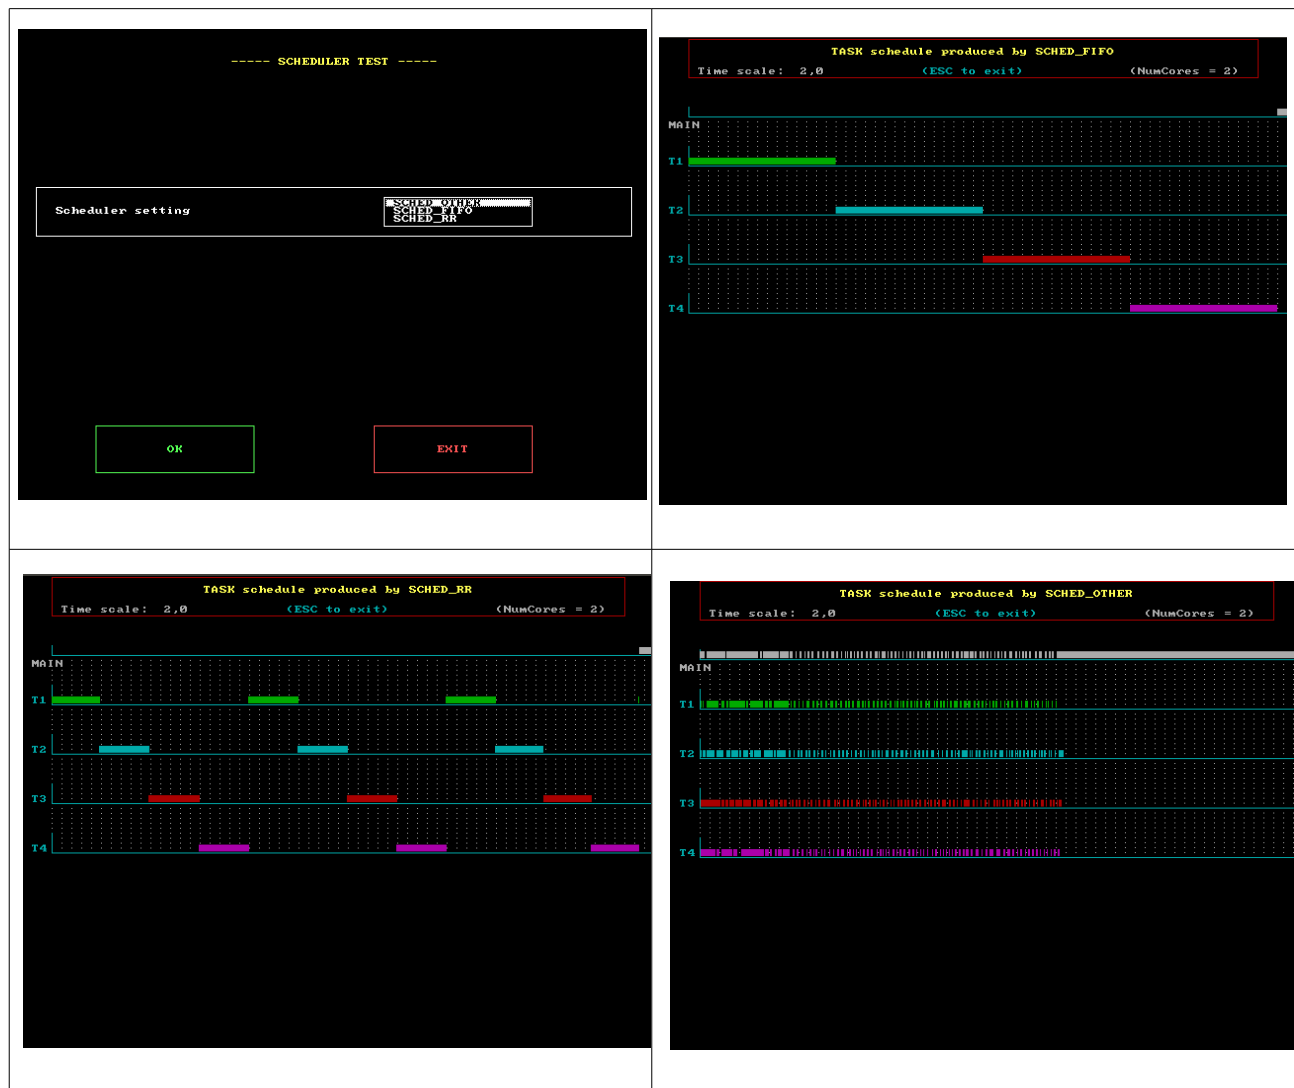 ----- SCHEDULER TEST -----
Scheduler setting
SCHED_OTHER
SCHED_FIFO
SCHED_RR
OK EXIT
TASK schedule produced by SCHED_FIFO
Time scale: 2,0 (ESC to exit) (NumCores = 2)
MAIN
T1
T2
T3
T4
TASK schedule produced by SCHED_RR
Time scale: 2,0 (ESC to exit) (NumCores = 2)
MAIN
T1
T2
T3
T4
TASK schedule produced by SCHED_OTHER
Time scale: 2,0 (ESC to exit) (NumCores = 2)
MAIN
T1
T2
T3
T4